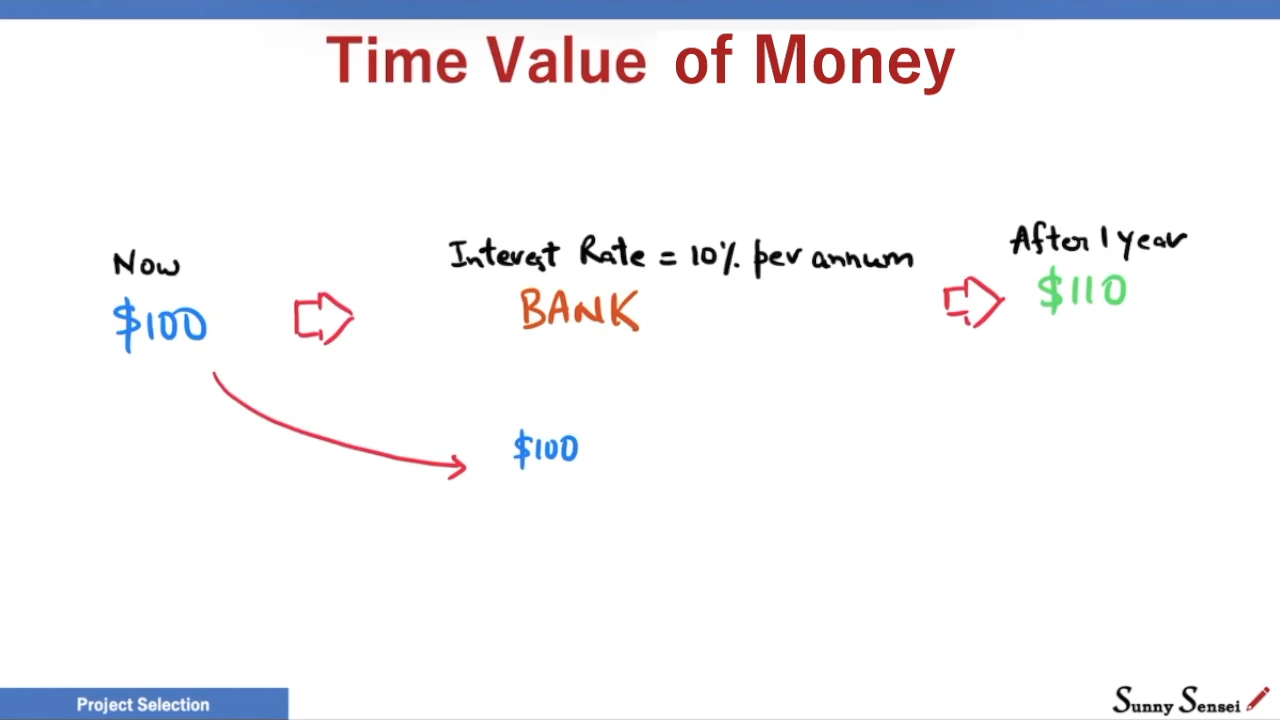 Time Value of Money
Now
$100
Interest Rate = 10% per annum
BANK
After 1 year
$110
$100
Project Selection
Sunny Sensei